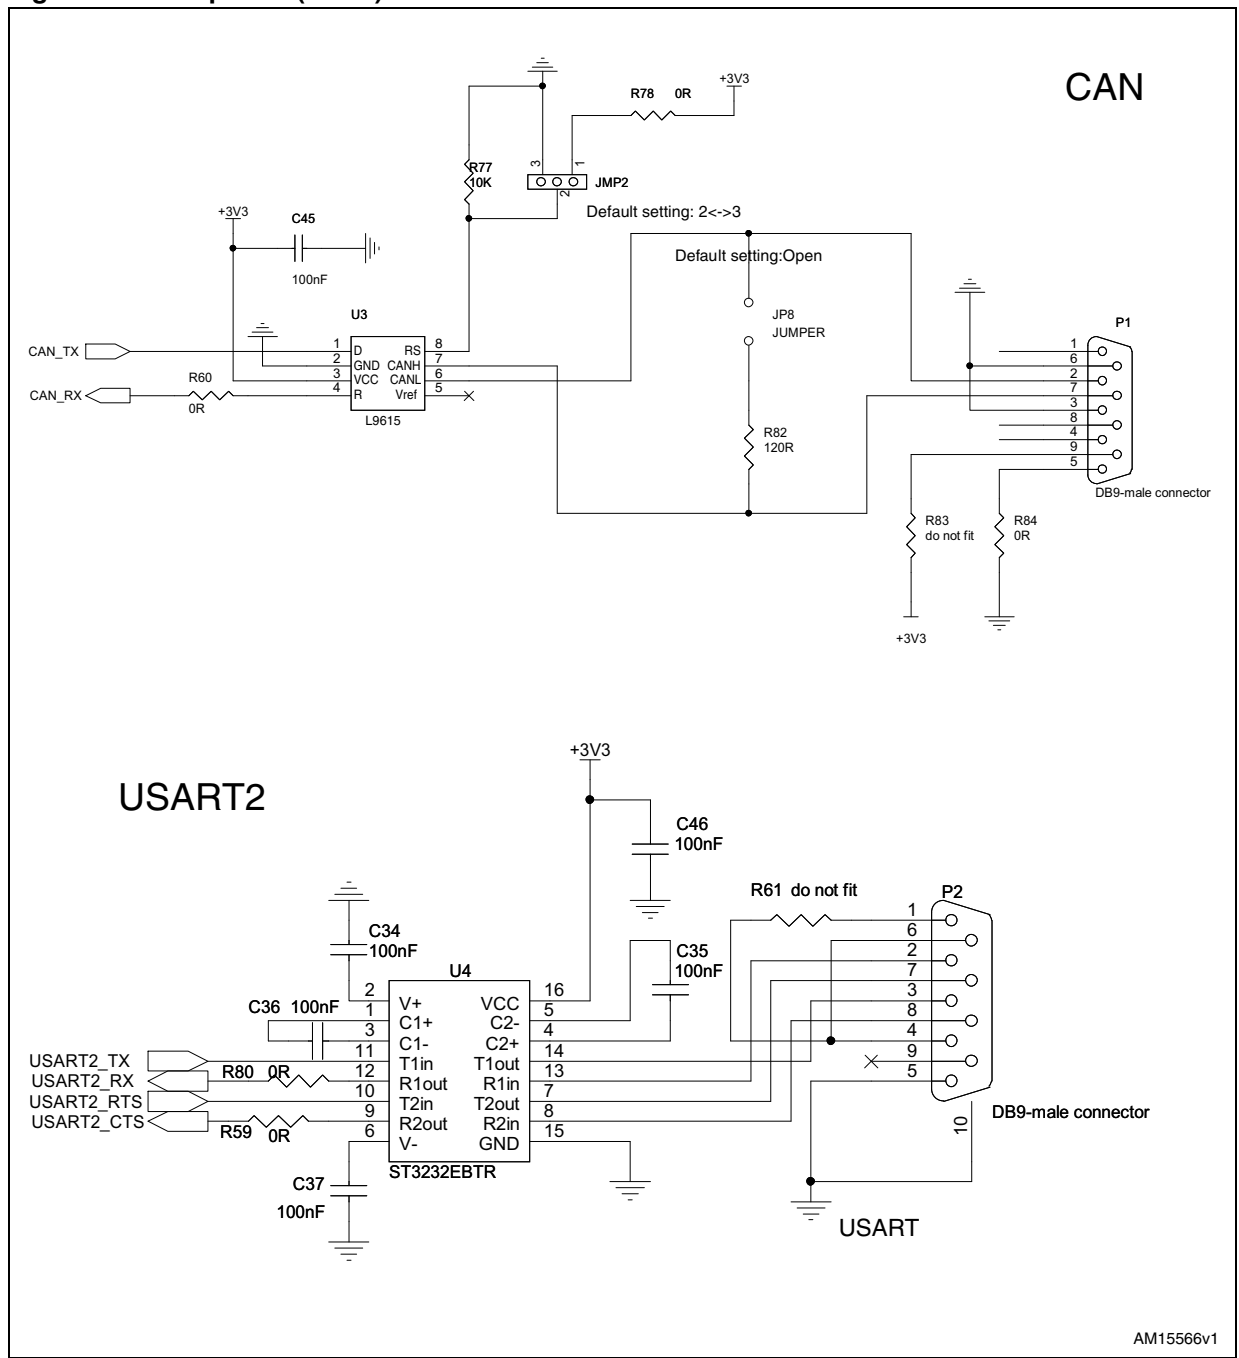 CAN
+3V3
R78 0R
R77
10K
3
1
2
JMP2
Default setting: 2<->3
+3V3
C45
100nF
Default setting:Open
JP8
JUMPER
U3
CAN_TX
CAN_RX
R60
0R
1 D RS 8
2 GND CANH 7
3 VCC CANL 6
4 R Vref 5
L9615
R82
120R
P1
1
6
2
7
3
8
4
9
5
DB9-male connector
R83
do not fit
R84
0R
+3V3
USART2
+3V3
C46
100nF
R61 do not fit
P2
C34
100nF
C35
100nF
U4
C36 100nF
2 V+ VCC 16
1 C1+ C2- 5
3 C1- C2+ 4
11 T1in T1out 14
12 R1out R1in 13
10 T2in T2out 7
9 R2out R2in 8
6 V- GND 15
ST3232EBTR
USART2_TX
USART2_RX
USART2_RTS
USART2_CTS
R80 0R
R59 0R
C37
100nF
1
6
2
7
3
8
4
9
5
10
DB9-male connector
USART
AM15566v1